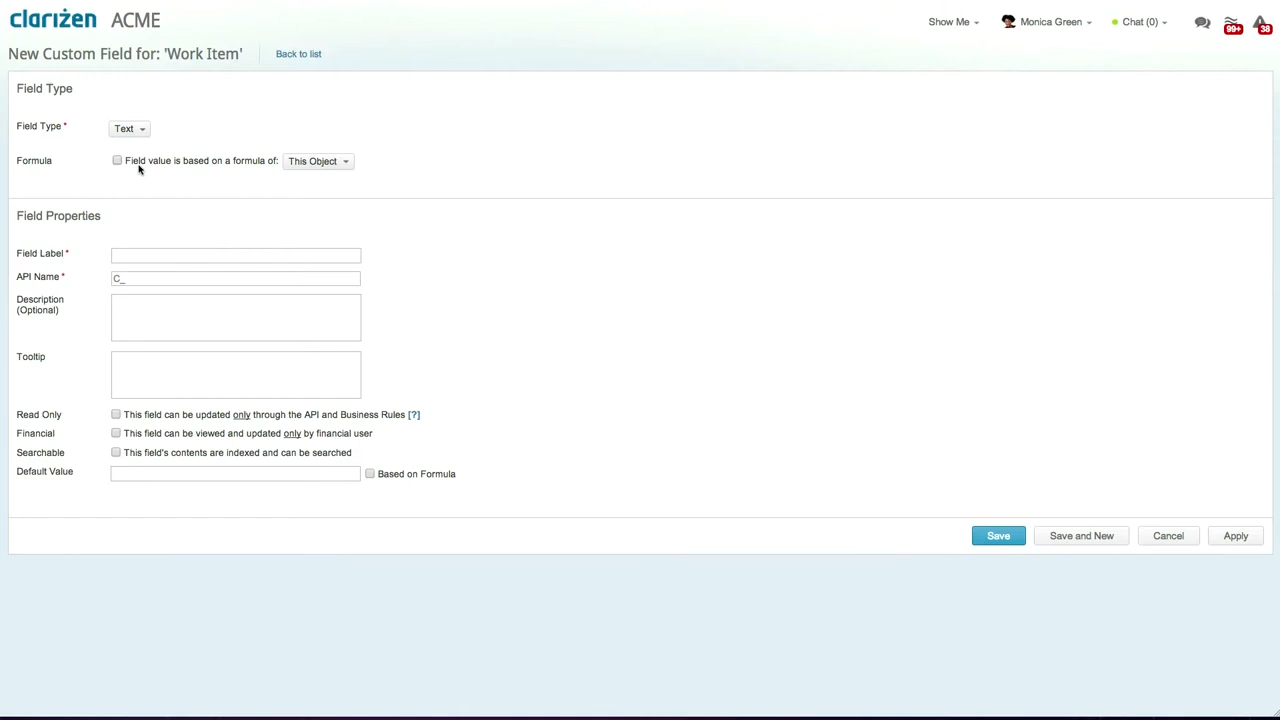 clarizen ACME
Show Me Monica Green Chat (0) 99+ 38
New Custom Field for: 'Work Item' Back to list
Field Type
Field Type * Text
Formula Field value is based on a formula of: This Object
Field Properties
Field Label *
API Name * C_
Description
(Optional)
Tooltip
Read Only This field can be updated only through the API and Business Rules [?]
Financial This field can be viewed and updated only by financial user
Searchable This field's contents are indexed and can be searched
Default Value Based on Formula
Save Save and New Cancel Apply